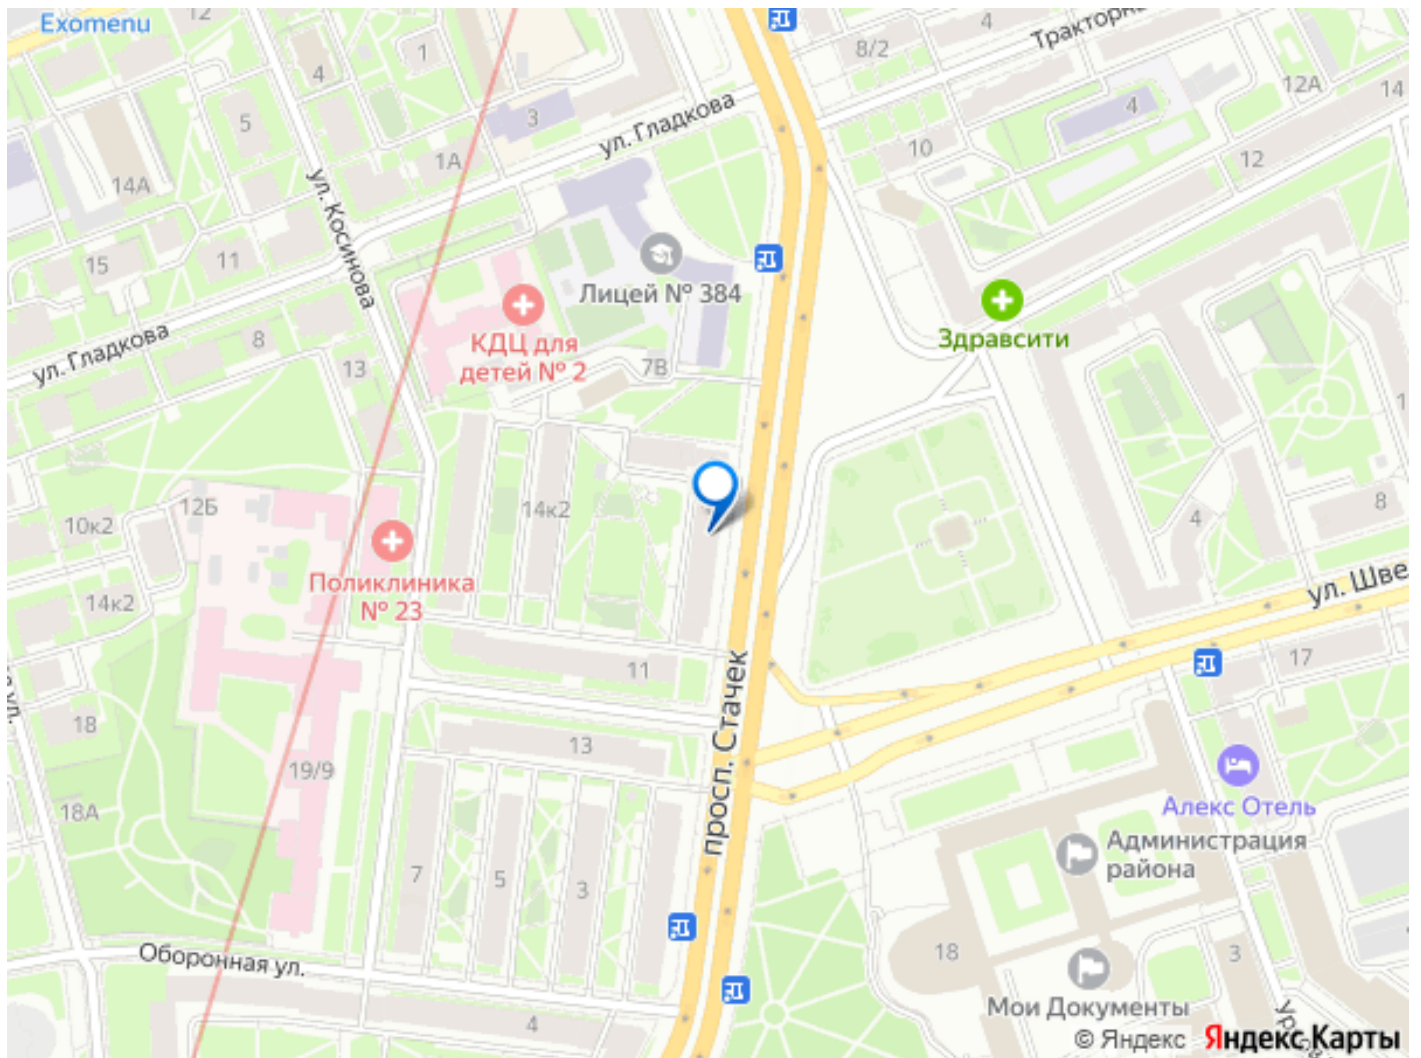 Exomenu
12
1
4
5
3
14А
1А
ул. Гладкова
ул. Косинова
15
11
ул. Гладкова
8
13
4
8/2
Тракторна
4
12А
14
10
12
Лицей № 384
КДЦ для
детей № 2
7В
Здравсити
12Б
10к2
14к2
14к2
Поликлиника
№ 23
11
13
18
19/9
18А
7
5
3
просп. Стачек
Оборонная ул.
4
8
4
ул. Шве
17
Алекс Отель
Администрация
района
18
3
Мои Документы
© Яндекс Яндекс Карты